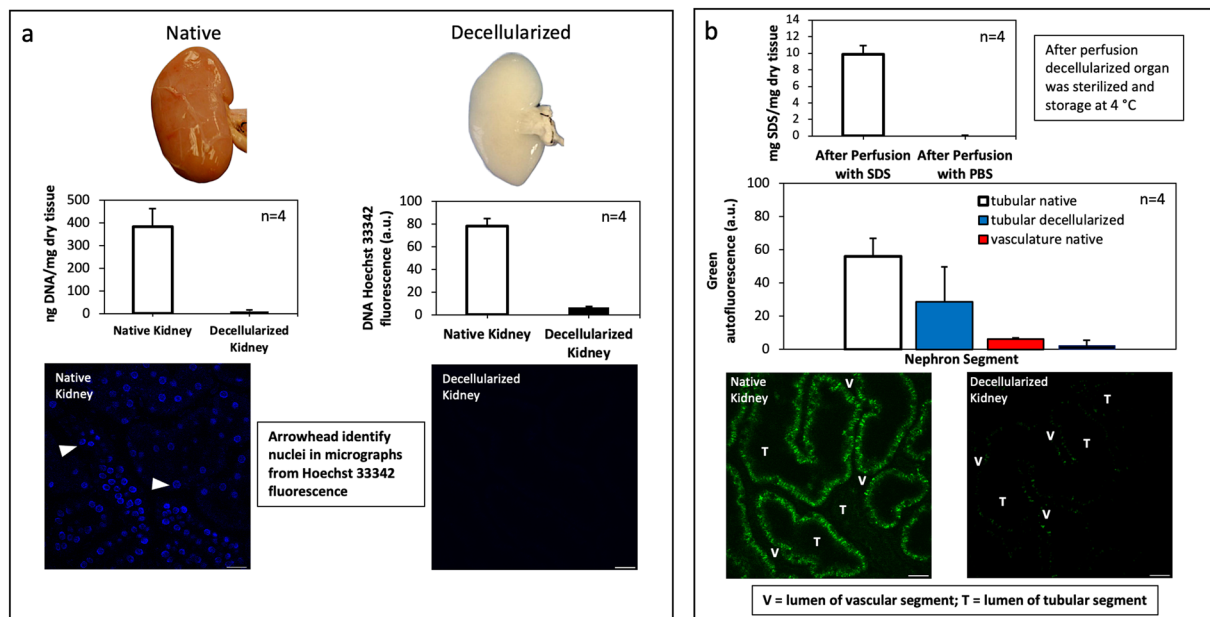 a
Native
Decellularized
ng DNA/mg dry tissue
500
400
300
200
100
0
n=4
Native Kidney
Decellularized
Kidney
DNA Hoechst 33342
fluorescence (a.u.)
100
80
60
40
20
0
n=4
Native Kidney
Decellularized
Kidney
Native
Kidney
Arrowhead identify
nuclei in micrographs
from Hoechst 33342
fluorescence
Decellularized
Kidney
b
mg SDS/mg dry tissue
14
12
10
8
6
4
2
0
n=4
After Perfusion
with SDS
After Perfusion
with PBS
After perfusion
decellularized organ
was sterilized and
storage at 4 °C
Green
autofluorescence (a.u.)
100
80
60
40
20
0
tubular native
tubular decellularized
vasculature native
n=4
Nephron Segment
Native
Kidney
V
T
V
T
V
T
Decellularized
Kidney
T
V
T
V
T
V
V = lumen of vascular segment; T = lumen of tubular segment